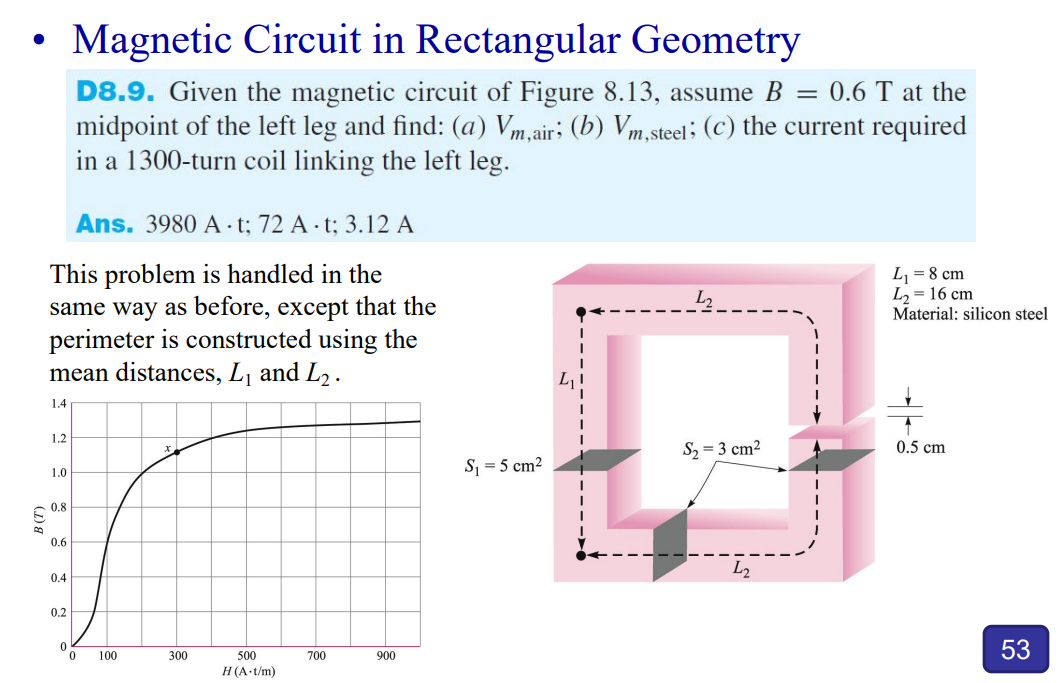 • Magnetic Circuit in Rectangular Geometry
D8.9. Given the magnetic circuit of Figure 8.13, assume B = 0.6 T at the
midpoint of the left leg and find: (a) Vm,air; (b) Vm,steel; (c) the current required
in a 1300-turn coil linking the left leg.
Ans. 3980 A · t; 72 A · t; 3.12 A
This problem is handled in the
same way as before, except that the
perimeter is constructed using the
mean distances, L1 and L2 .
1.4
1.2
1.0
0.8
0.6
0.4
0.2
0
B (T)
x
0 100 300 500 700 900
H (A·t/m)
L2
L1 = 8 cm
L2 = 16 cm
Material: silicon steel
L1
0.5 cm
S1 = 5 cm²
S2 = 3 cm²
L2
53